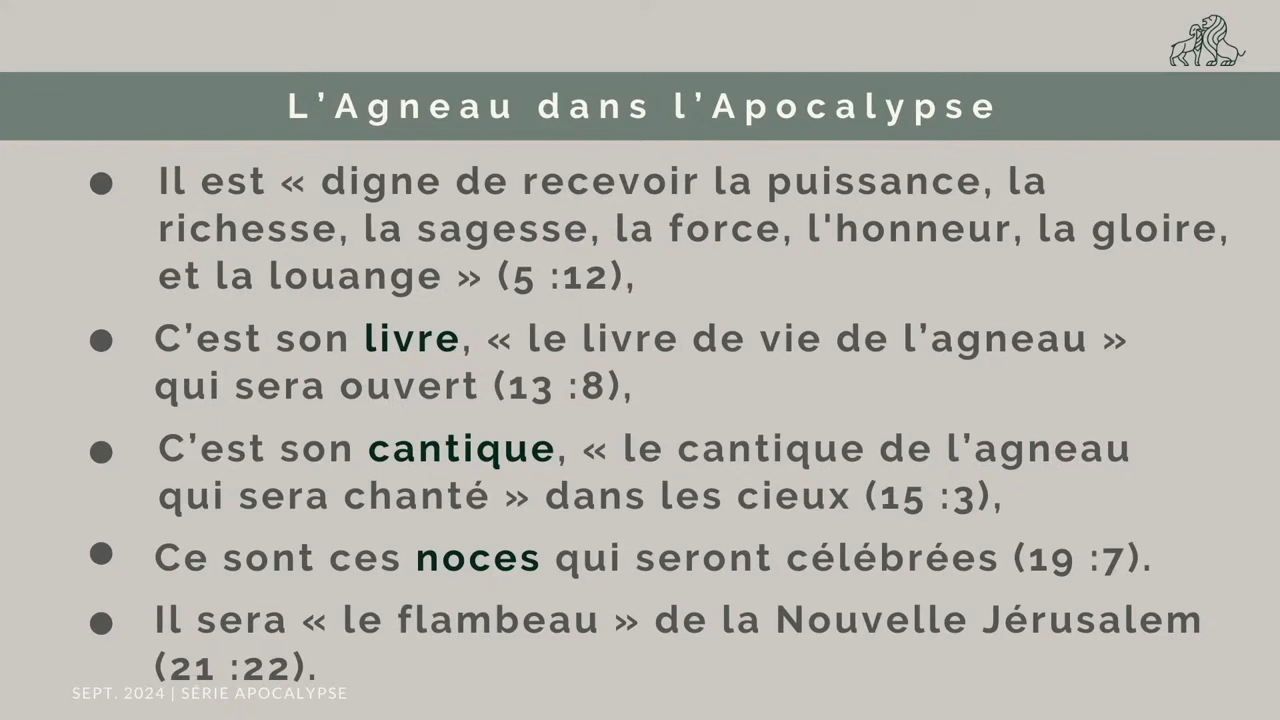 L’Agneau dans l’Apocalypse
● Il est « digne de recevoir la puissance, la
richesse, la sagesse, la force, l'honneur, la gloire,
et la louange » (5 :12),
● C’est son livre, « le livre de vie de l’agneau »
qui sera ouvert (13 :8),
● C’est son cantique, « le cantique de l’agneau
qui sera chanté » dans les cieux (15 :3),
● Ce sont ces noces qui seront célébrées (19 :7).
● Il sera « le flambeau » de la Nouvelle Jérusalem
(21 :22).
SEPT. 2024 | SÉRIE APOCALYPSE